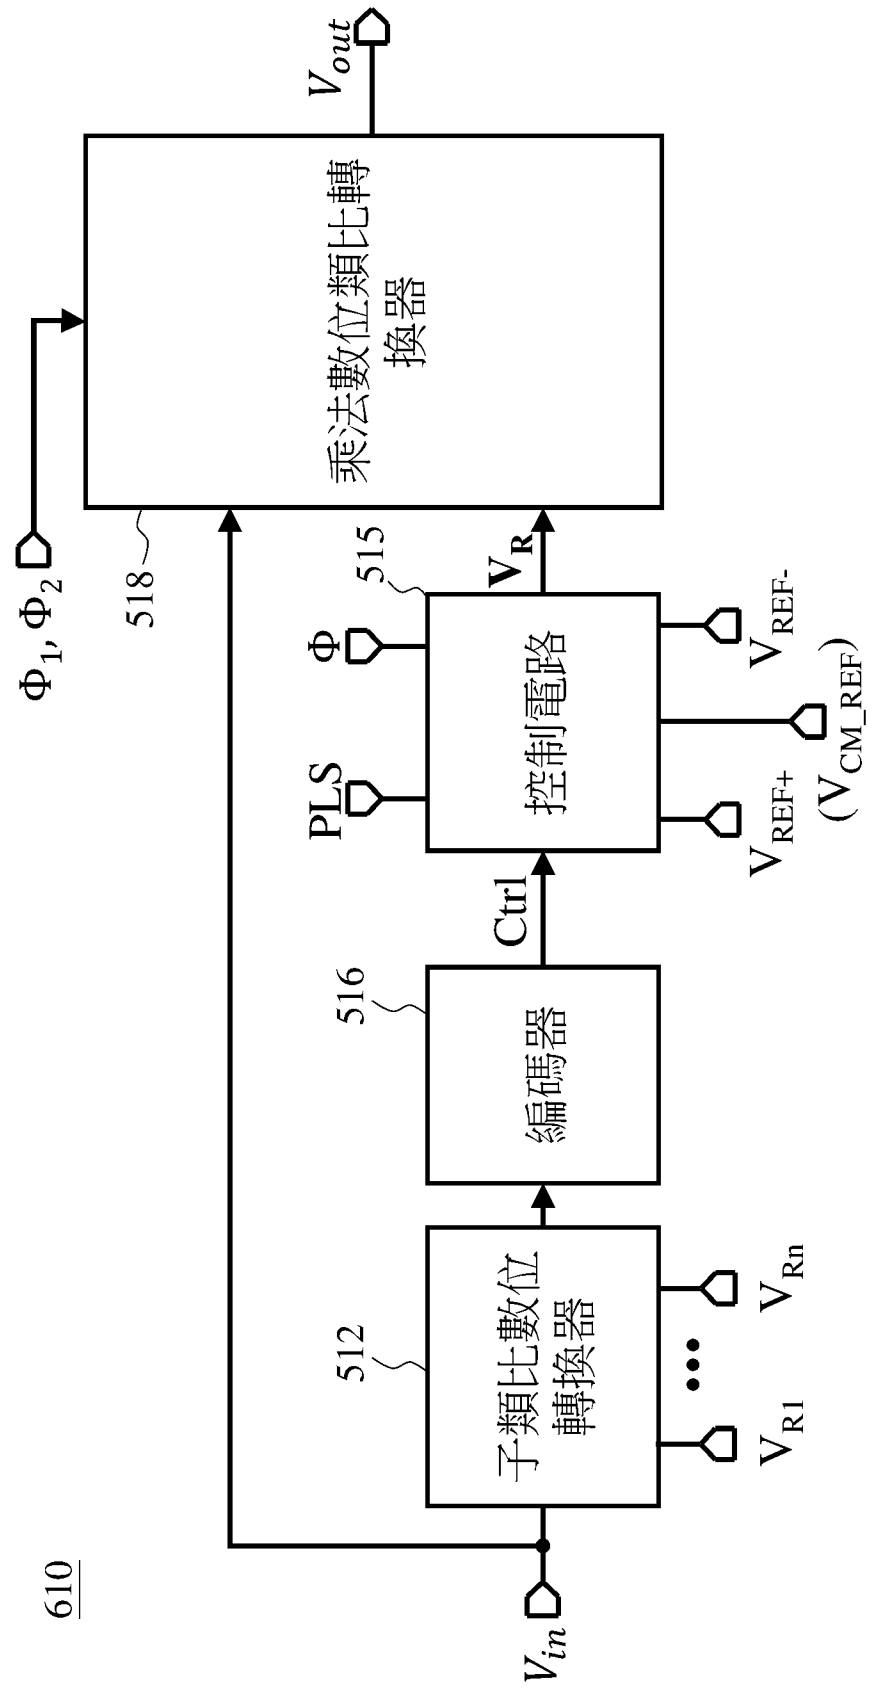 610
Φ₁, Φ₂
518
乘法數位類比轉
換器
V_out
PLS
Φ
515
512
516
V_in
子類比數位
轉換器
編碼器
Ctrl
控制電路
V_R
V_R1
•••
V_Rn
V_REF+
V_REF-
(V_CM_REF)